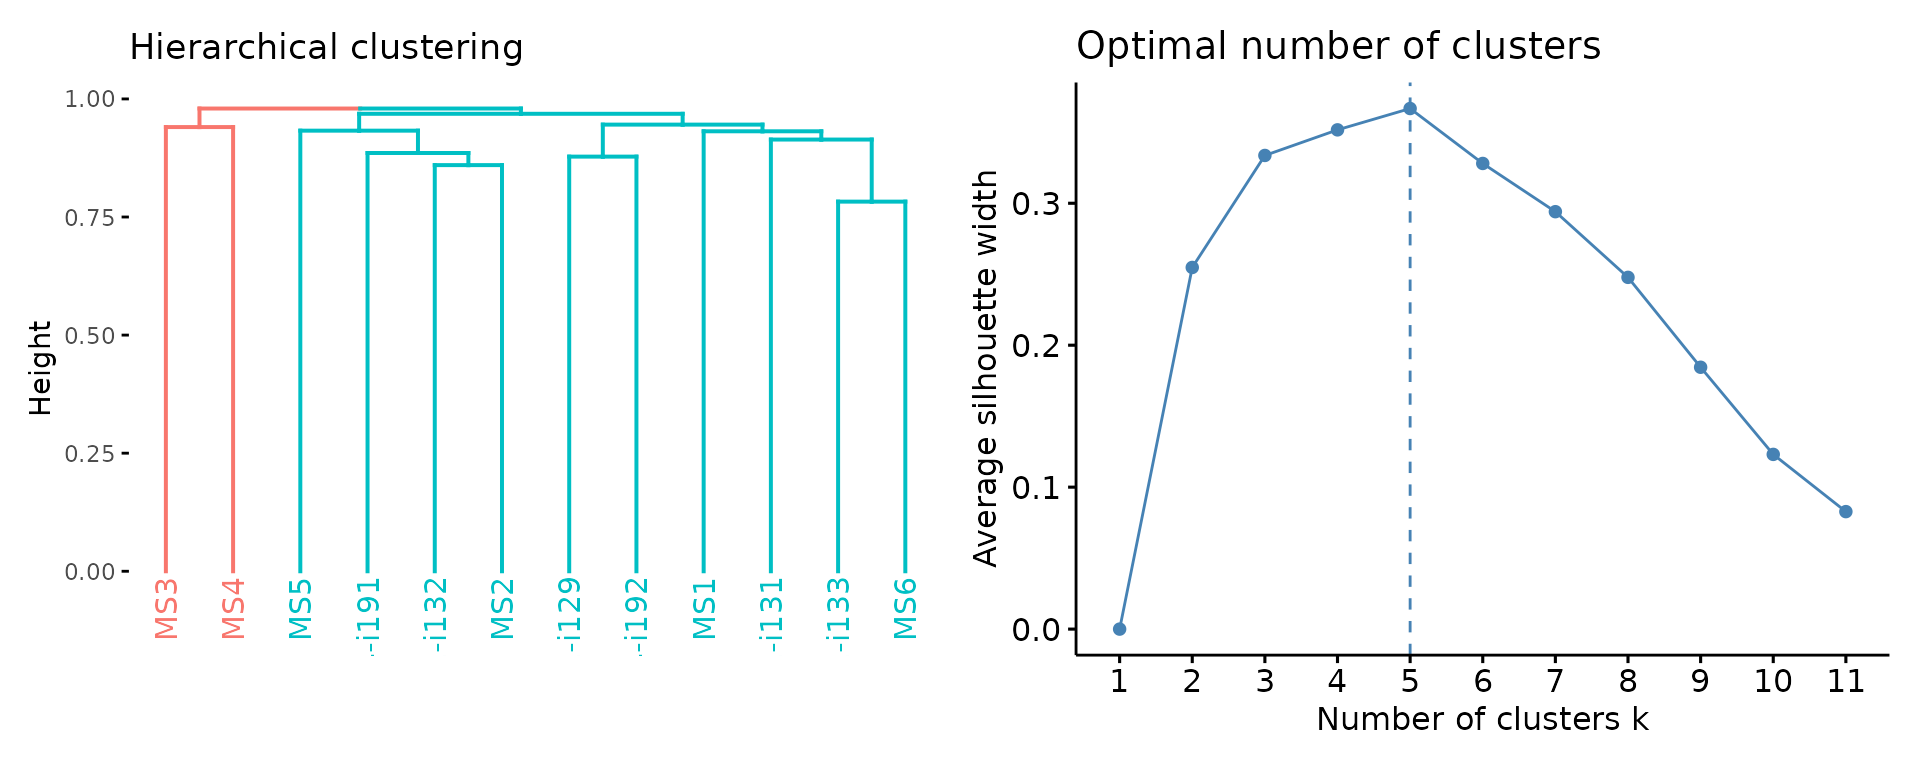 Hierarchical clustering
Height
1.00
0.75
0.50
0.25
0.00
MS3
MS4
MS5
-i191
-i132
MS2
-i129
-i192
MS1
-i131
-i133
MS6
Optimal number of clusters
Average silhouette width
0.3
0.2
0.1
0.0
1 2 3 4 5 6 7 8 9 10 11
Number of clusters k